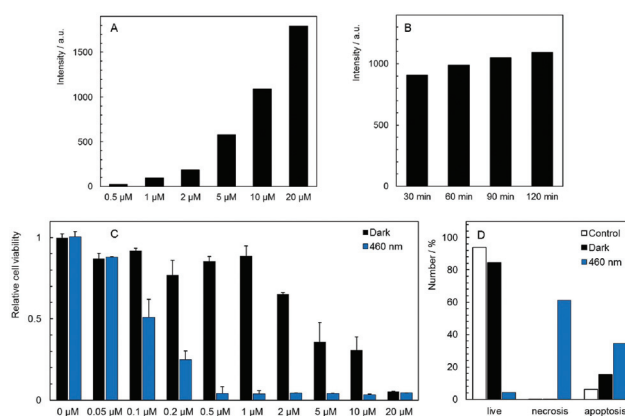 A
Intensity / a.u.
1500
1000
500
0
0.5 µM 1 µM 2 µM 5 µM 10 µM 20 µM
B
Intensity / a.u.
1500
1000
500
0
30 min 60 min 90 min 120 min
C
Dark
460 nm
Relative cell viability
1
0.5
0
0 µM 0.05 µM 0.1 µM 0.2 µM 0.5 µM 1 µM 2 µM 5 µM 10 µM 20 µM
D
Control
Dark
460 nm
Number / %
100
80
60
40
20
0
live necrosis apoptosis